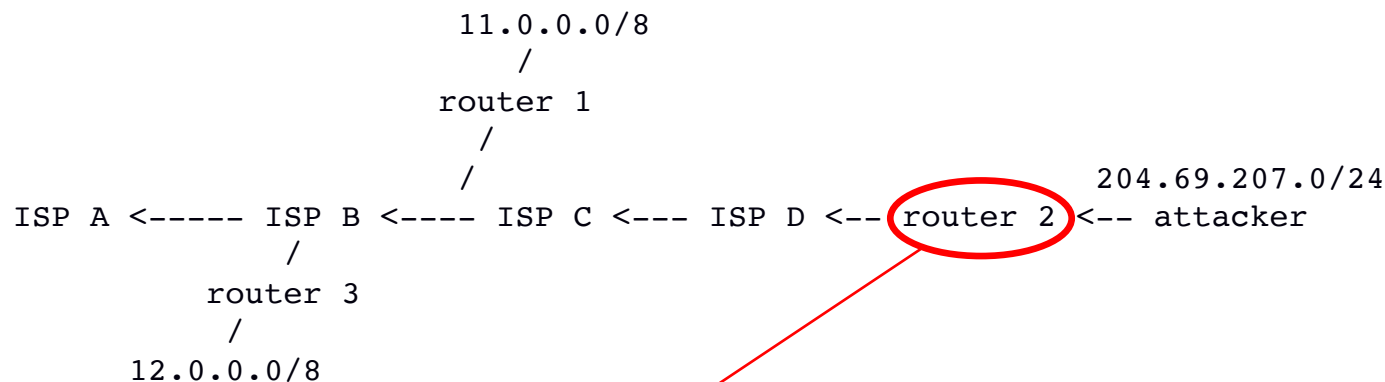 11.0.0.0/8
/
router 1
/
/
204.69.207.0/24
ISP A <----- ISP B <---- ISP C <--- ISP D <-- router 2 <-- attacker
/
router 3
/
12.0.0.0/8